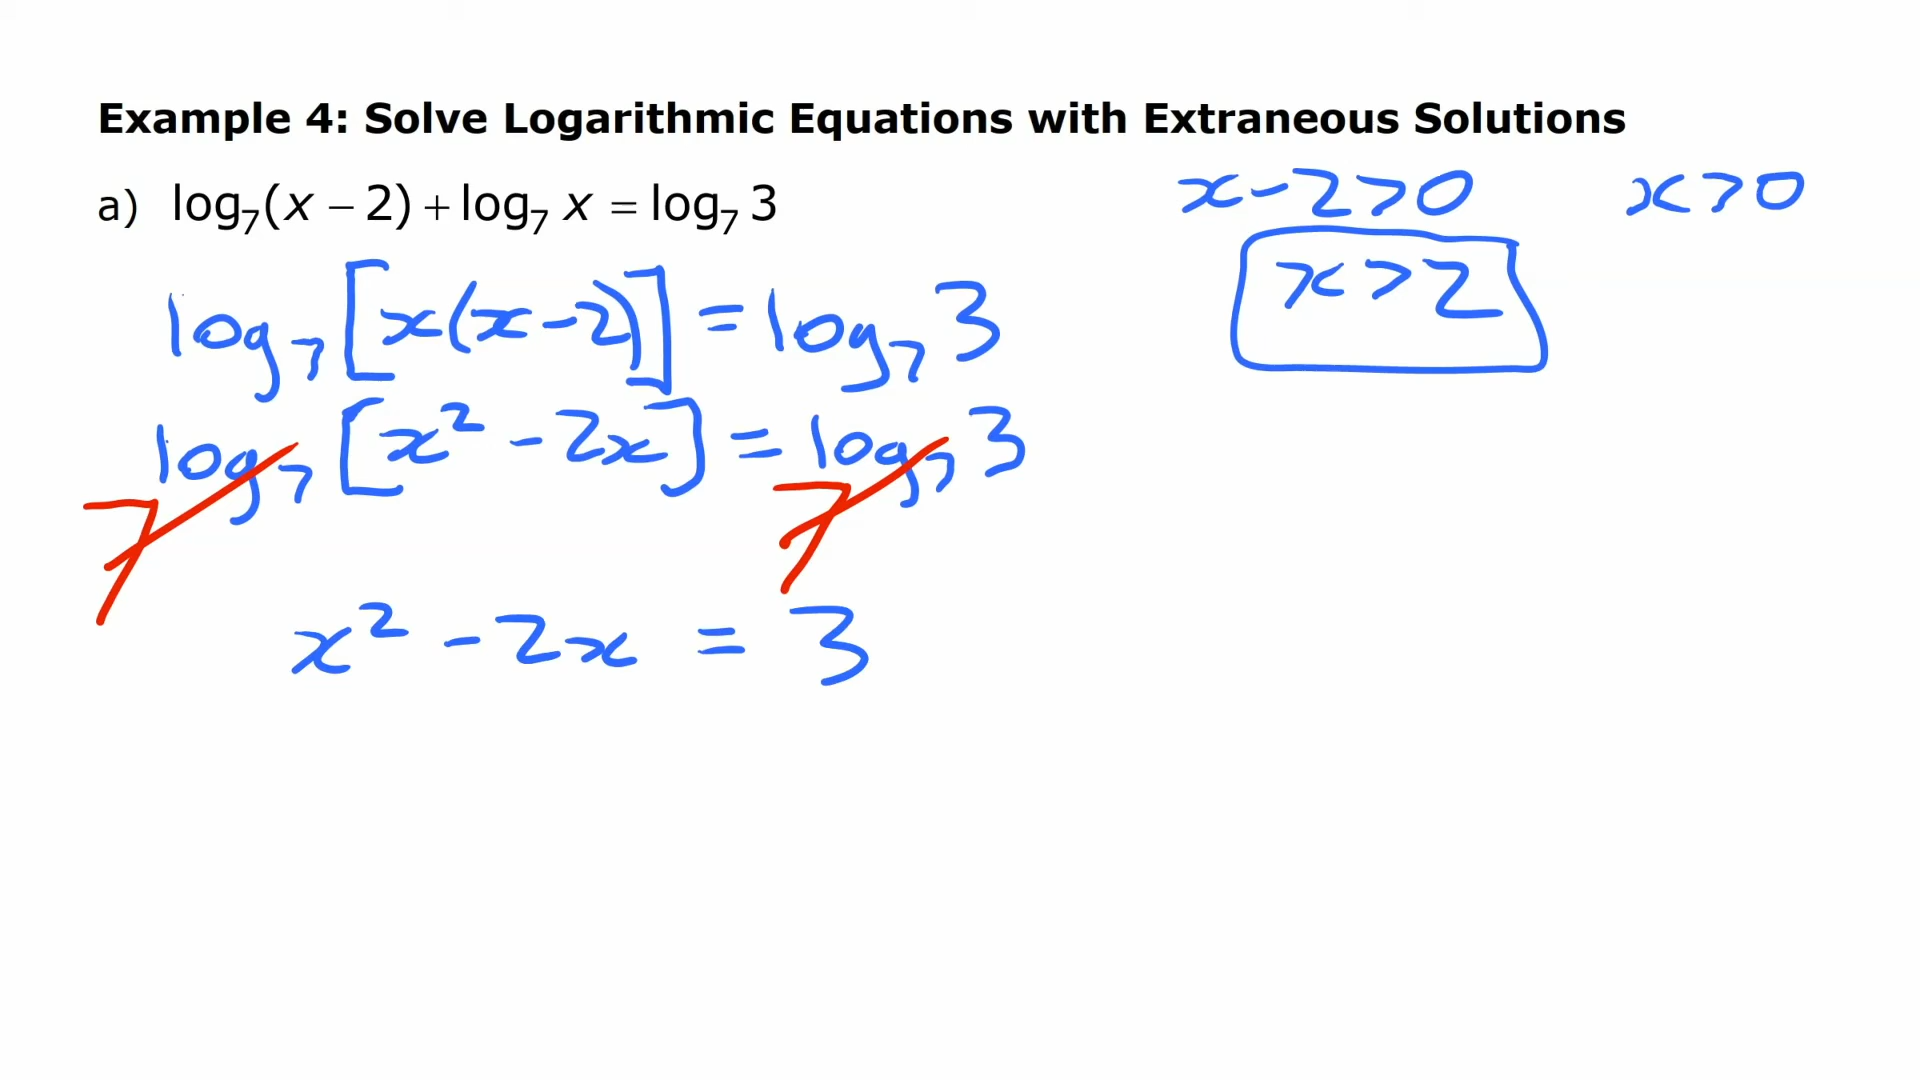 Example 4: Solve Logarithmic Equations with Extraneous Solutions
a) log₇(x − 2) + log₇ x = log₇ 3
x − 2 > 0 x > 0
x > 2
log₇ [x(x − 2)] = log₇ 3
log₇ [x² − 2x] = log₇ 3
7 7
x² − 2x = 3